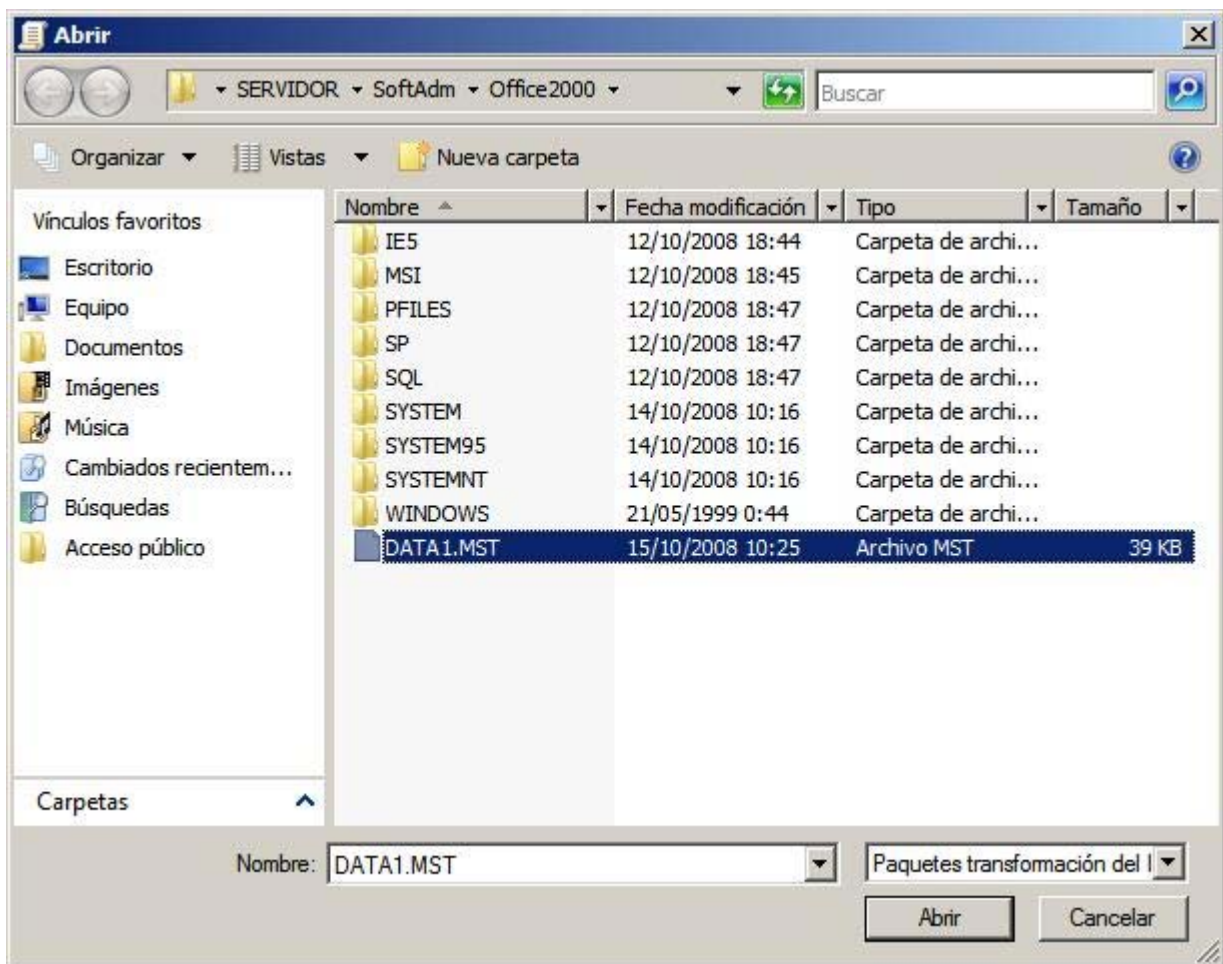 Abrir
SERVIDOR SoftAdm Office2000
Buscar
Organizar Vistas Nueva carpeta
Vínculos favoritos
Escritorio
Equipo
Documentos
Imágenes
Música
Cambiados recientem...
Búsquedas
Acceso público
Carpetas
Nombre Fecha modificación Tipo Tamaño
IE5 12/10/2008 18:44 Carpeta de archi...
MSI 12/10/2008 18:45 Carpeta de archi...
PFILES 12/10/2008 18:47 Carpeta de archi...
SP 12/10/2008 18:47 Carpeta de archi...
SQL 12/10/2008 18:47 Carpeta de archi...
SYSTEM 14/10/2008 10:16 Carpeta de archi...
SYSTEM95 14/10/2008 10:16 Carpeta de archi...
SYSTEMNT 14/10/2008 10:16 Carpeta de archi...
WINDOWS 21/05/1999 0:44 Carpeta de archi...
DATA1.MST 15/10/2008 10:25 Archivo MST 39 KB
Nombre: DATA1.MST Paquetes transformación del I
Abrir Cancelar